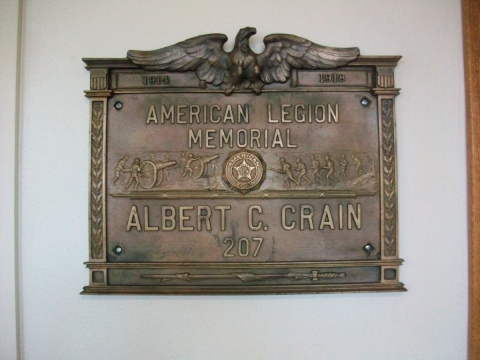 1914 1918
AMERICAN LEGION
MEMORIAL
ALBERT C. CRAIN
207